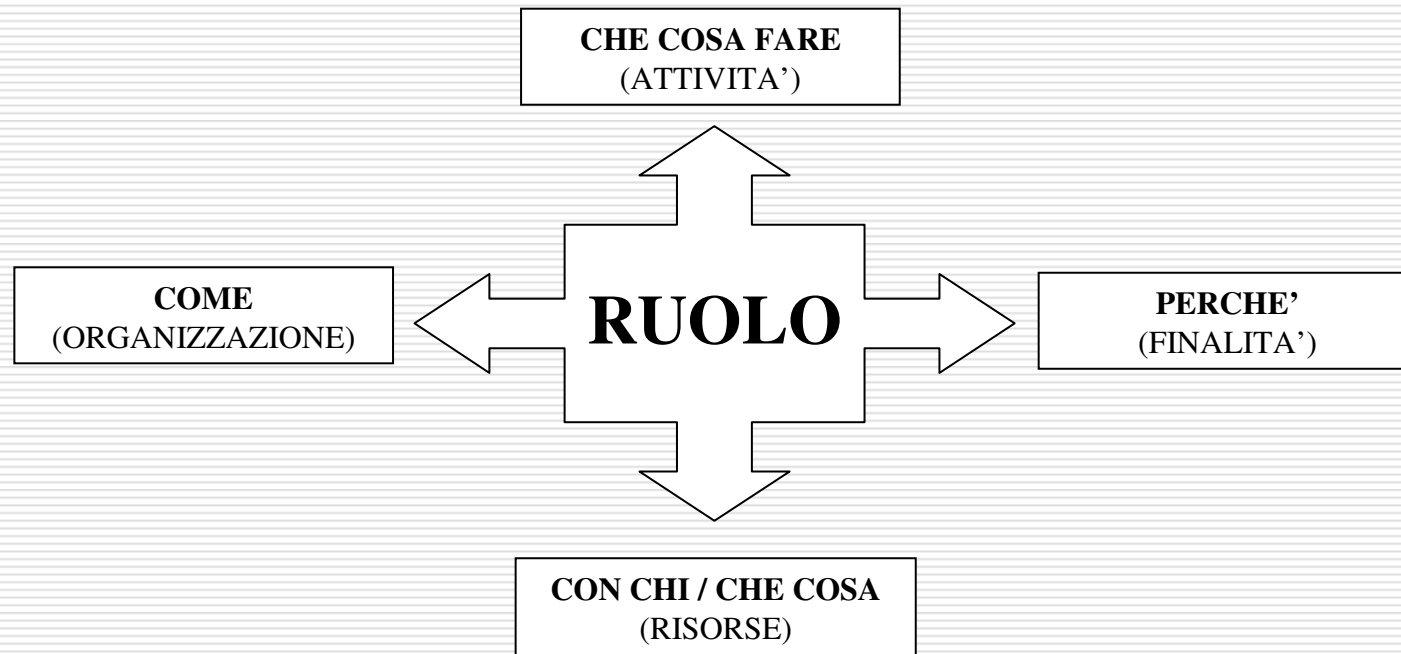 CHE COSA FARE
(ATTIVITA’)
COME
(ORGANIZZAZIONE)
RUOLO
PERCHE’
(FINALITA’)
CON CHI / CHE COSA
(RISORSE)